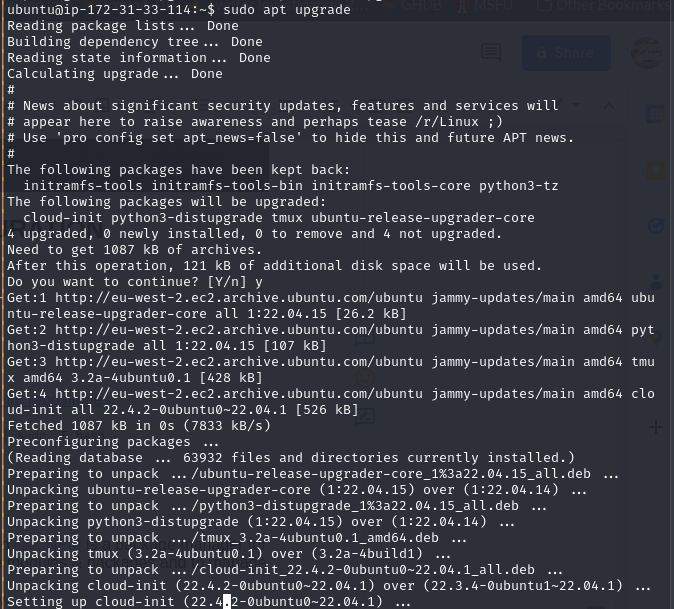 GHUB MSFU Other Bookmarks
ubuntu@ip-172-31-33-114:~$ sudo apt upgrade
Reading package lists... Done
Building dependency tree... Done
Reading state information... Done
Calculating upgrade... Done
#
# News about significant security updates, features and services will
# appear here to raise awareness and perhaps tease /r/Linux ;)
# Use 'pro config set apt_news=false' to hide this and future APT news.
#
The following packages have been kept back:
  initramfs-tools initramfs-tools-bin initramfs-tools-core python3-tz
The following packages will be upgraded:
  cloud-init python3-distupgrade tmux ubuntu-release-upgrader-core
4 upgraded, 0 newly installed, 0 to remove and 4 not upgraded.
Need to get 1087 kB of archives.
After this operation, 121 kB of additional disk space will be used.
Do you want to continue? [Y/n] y
Get:1 http://eu-west-2.ec2.archive.ubuntu.com/ubuntu jammy-updates/main amd64 ubu
ntu-release-upgrader-core all 1:22.04.15 [26.2 kB]
Get:2 http://eu-west-2.ec2.archive.ubuntu.com/ubuntu jammy-updates/main amd64 pyt
hon3-distupgrade all 1:22.04.15 [107 kB]
Get:3 http://eu-west-2.ec2.archive.ubuntu.com/ubuntu jammy-updates/main amd64 tmu
x amd64 3.2a-4ubuntu0.1 [428 kB]
Get:4 http://eu-west-2.ec2.archive.ubuntu.com/ubuntu jammy-updates/main amd64 clo
ud-init all 22.4.2-0ubuntu0~22.04.1 [526 kB]
Fetched 1087 kB in 0s (7833 kB/s)
Preconfiguring packages ...
(Reading database ... 63932 files and directories currently installed.)
Preparing to unpack .../ubuntu-release-upgrader-core_1%3a22.04.15_all.deb ...
Unpacking ubuntu-release-upgrader-core (1:22.04.15) over (1:22.04.14) ...
Preparing to unpack .../python3-distupgrade_1%3a22.04.15_all.deb ...
Unpacking python3-distupgrade (1:22.04.15) over (1:22.04.14) ...
Preparing to unpack .../tmux_3.2a-4ubuntu0.1_amd64.deb ...
Unpacking tmux (3.2a-4ubuntu0.1) over (3.2a-4build1) ...
Preparing to unpack .../cloud-init_22.4.2-0ubuntu0~22.04.1_all.deb ...
Unpacking cloud-init (22.4.2-0ubuntu0~22.04.1) over (22.3.4-0ubuntu1~22.04.1) ...
Setting up cloud-init (22.4.2-0ubuntu0~22.04.1) ...
Share